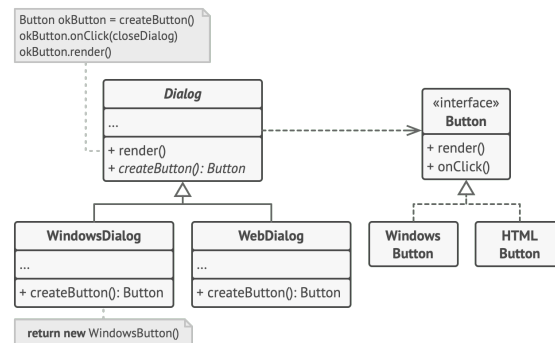 Button okButton = createButton()
okButton.onClick(closeDialog)
okButton.render()
Dialog
...
+ render()
+ createButton(): Button
«interface»
Button
+ render()
+ onClick()
WindowsDialog
...
+ createButton(): Button
WebDialog
...
+ createButton(): Button
Windows
Button
HTML
Button
return new WindowsButton()